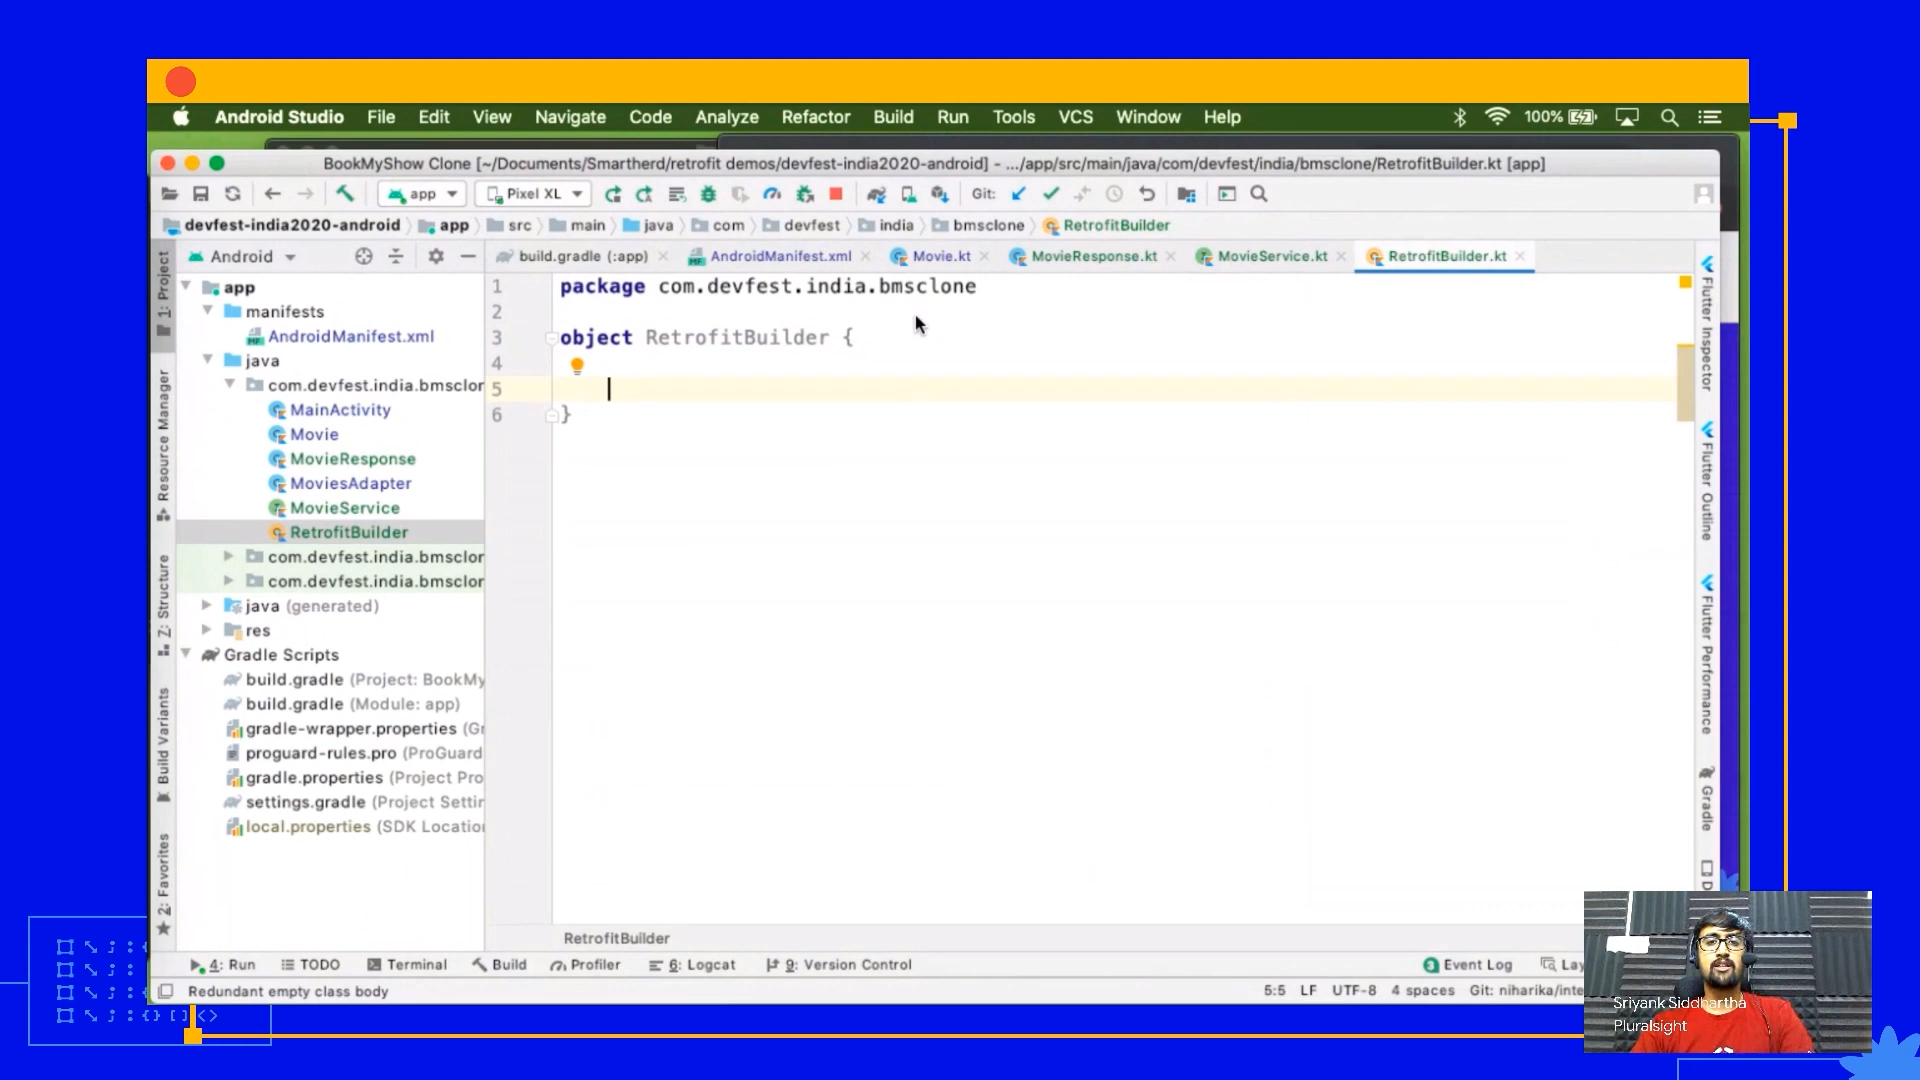 Android Studio File Edit View Navigate Code Analyze Refactor Build Run Tools VCS Window Help 100%
BookMyShow Clone [~/Documents/Smartherd/retrofit demos/devfest-india2020-android] - .../app/src/main/java/com/devfest/india/bmsclone/RetrofitBuilder.kt [app]
app Pixel XL Git:
devfest-india2020-android app src main java com devfest india bmsclone RetrofitBuilder
Android build.gradle (:app) AndroidManifest.xml Movie.kt MovieResponse.kt MovieService.kt RetrofitBuilder.kt
1: Project
Resource Manager
Z: Structure
Build Variants
2: Favorites
app
manifests
AndroidManifest.xml
java
com.devfest.india.bmsclon
MainActivity
Movie
MovieResponse
MoviesAdapter
MovieService
RetrofitBuilder
com.devfest.india.bmsclon
com.devfest.india.bmsclon
java (generated)
res
Gradle Scripts
build.gradle (Project: BookMy
build.gradle (Module: app)
gradle-wrapper.properties (Gr
proguard-rules.pro (ProGuard
gradle.properties (Project Pro
settings.gradle (Project Settin
local.properties (SDK Location
1 package com.devfest.india.bmsclone
2
3 object RetrofitBuilder {
4
5
6 }
RetrofitBuilder
Flutter Inspector
Flutter Outline
Flutter Performance
Gradle
4: Run TODO Terminal Build Profiler 6: Logcat 9: Version Control 3 Event Log Lay
Redundant empty class body 5:5 LF UTF-8 4 spaces Git: niharika/inte
Sriyank Siddhartha
Pluralsight